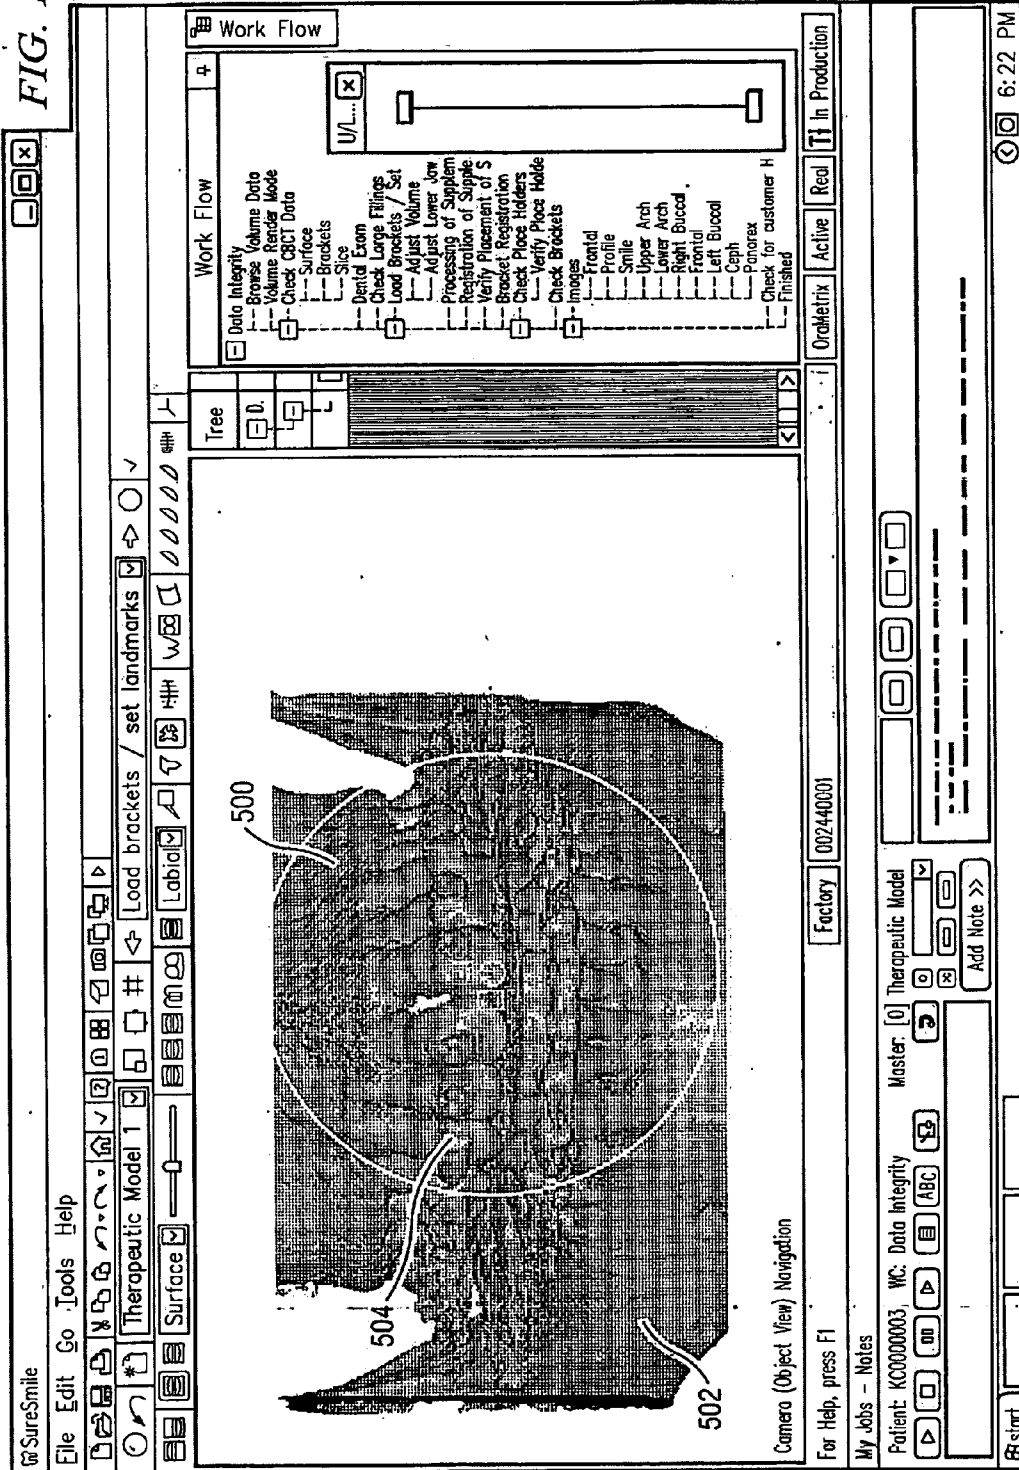 FIG.
SureSmile
File Edit Go Tools Help
Therapeutic Model 1
Load brackets / set landmarks
Surface
Labial
Tree
D.
Work Flow
Work Flow
Data Integrity
Browse Volume Data
Volume Render Mode
Check CBCT Data
Surface
Brackets
Slice
Dental Exam
Check Large Fillings
Load Brackets / Set
Adjust Volume
Adjust Lower Jaw
Processing of Supplem
Registration of Supple
Verify Placement of S
Bracket Registration
Check Place Holders
Verify Place Holde
Check Brackets
Images
Frontal
Profile
Smile
Upper Arch
Lower Arch
Right Buccal
Frontal
Left Buccal
Ceph
Panorex
Check for customer H
Finished
U/L...
500
504
502
Camera (Object View) Navigation
For Help, press F1
Factory
002440001
OraMetrix
Active
Real
In Production
My Jobs – Notes
Patient: KC00000003, WC: Data Integrity
Master: [0] Therapeutic Model
ABC
Add Note >>
start
6:22 PM